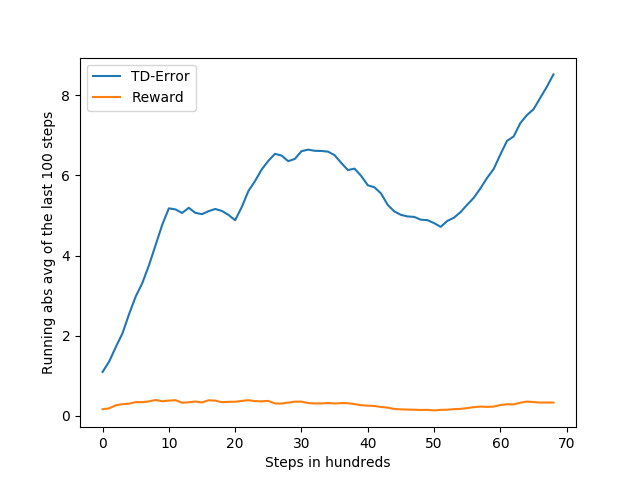 TD-Error
Reward
Running abs avg of the last 100 steps
8
6
4
2
0
0 10 20 30 40 50 60 70
Steps in hundreds